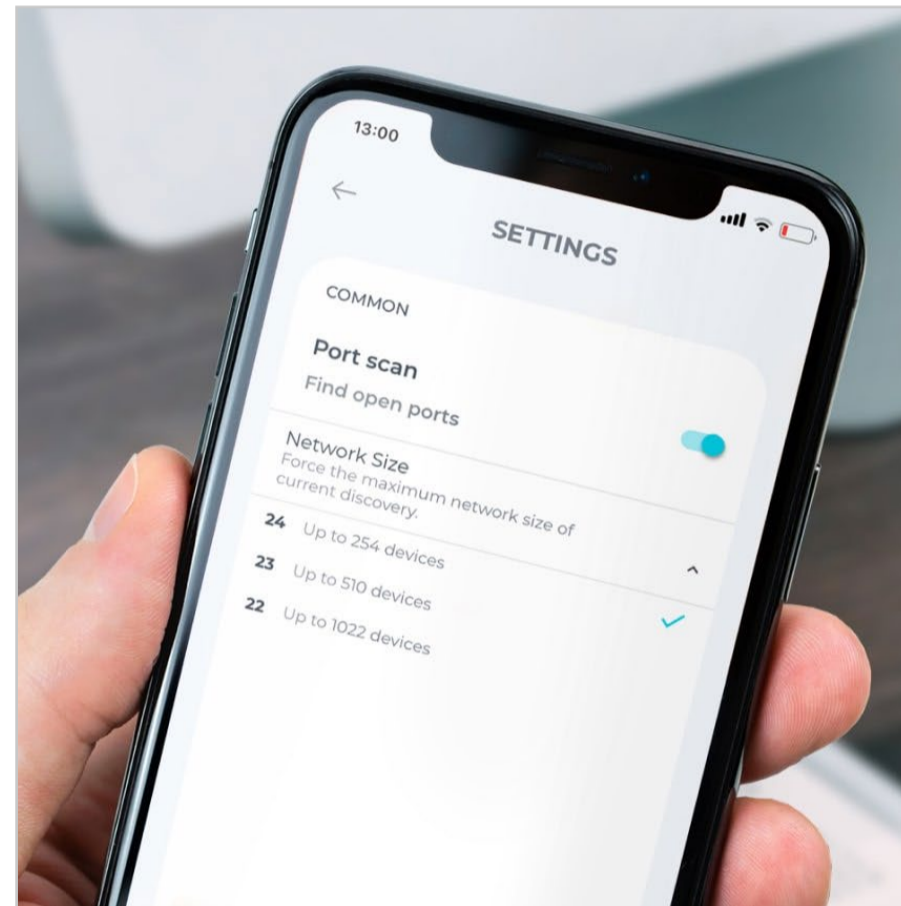 13:00
SETTINGS
COMMON
Port scan
Find open ports
Network Size
Force the maximum network size of
current discovery.
24 Up to 254 devices
23 Up to 510 devices
22 Up to 1022 devices